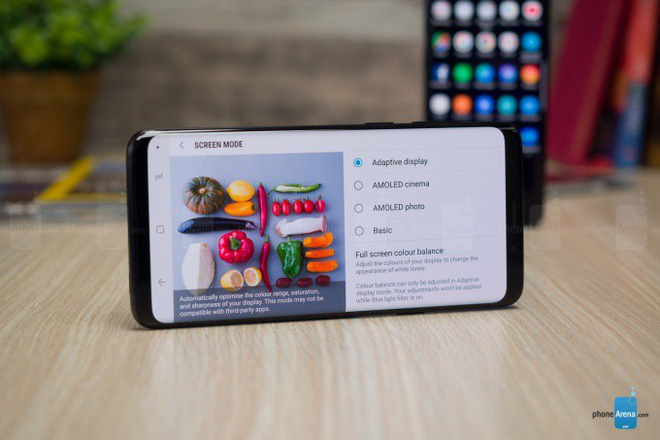 SCREEN MODE
Adaptive display
AMOLED cinema
AMOLED photo
Basic
Full screen colour balance
Adjust the colours of your display to change the
appearance of white tones.
Colour balance can only be adjusted in Adaptive
display mode. Your adjustments won't be applied
while Blue light filter is on.
Automatically optimise the colour range, saturation,
and sharpness of your display. This mode may not be
compatible with third-party apps.
phoneArena.com